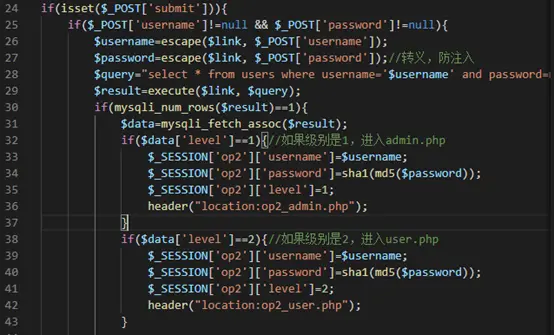 24 if(isset($_POST['submit'])){
25 if($_POST['username']!=null && $_POST['password']!=null){
26 $username=escape($link, $_POST['username']);
27 $password=escape($link, $_POST['password']);//转义，防注入
28 $query="select * from users where username='$username' and password=
29 $result=execute($link, $query);
30 if(mysqli_num_rows($result)==1){
31 $data=mysqli_fetch_assoc($result);
32 if($data['level']==1){//如果级别是1，进入admin.php
33 $_SESSION['op2']['username']=$username;
34 $_SESSION['op2']['password']=sha1(md5($password));
35 $_SESSION['op2']['level']=1;
36 header("location:op2_admin.php");
37 }
38 if($data['level']==2){//如果级别是2，进入user.php
39 $_SESSION['op2']['username']=$username;
40 $_SESSION['op2']['password']=sha1(md5($password));
41 $_SESSION['op2']['level']=2;
42 header("location:op2_user.php");
43 }